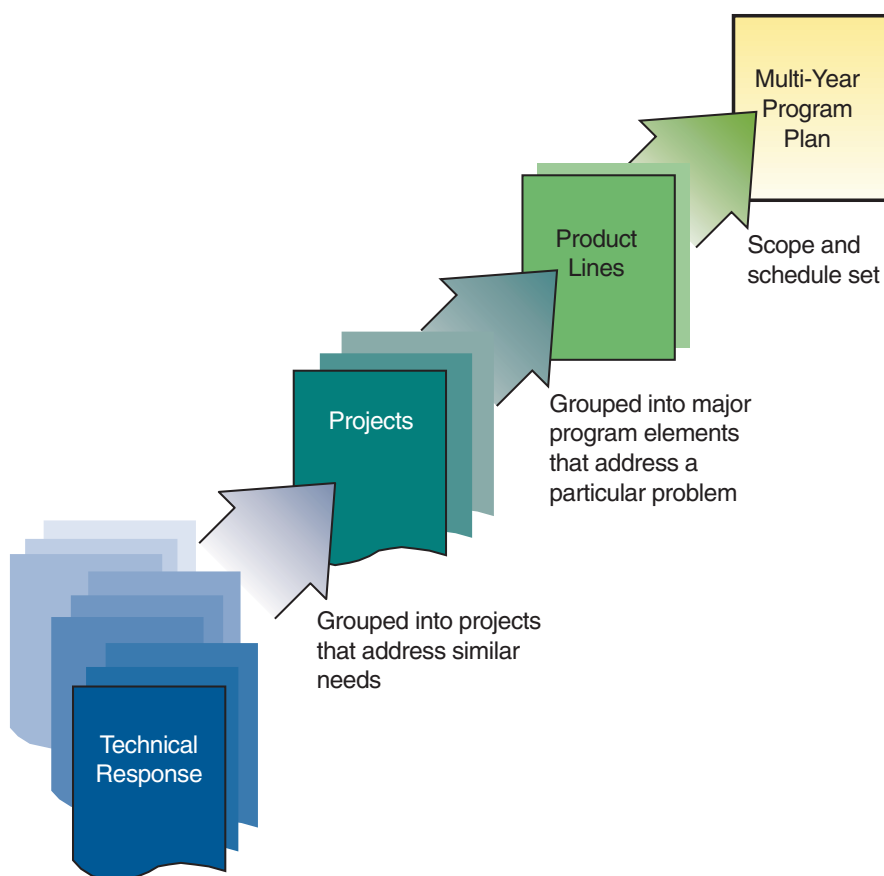 Multi-Year
Program
Plan
Scope and
schedule set
Product
Lines
Grouped into major
program elements
that address a
particular problem
Projects
Grouped into projects
that address similar
needs
Technical
Response